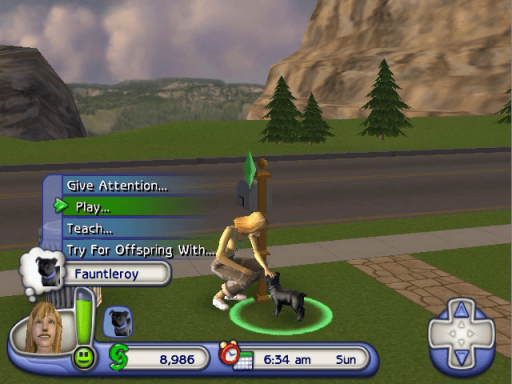 Give Attention...
Play...
Teach...
Try For Offspring With...
Fauntleroy
8,986
6:34 am Sun